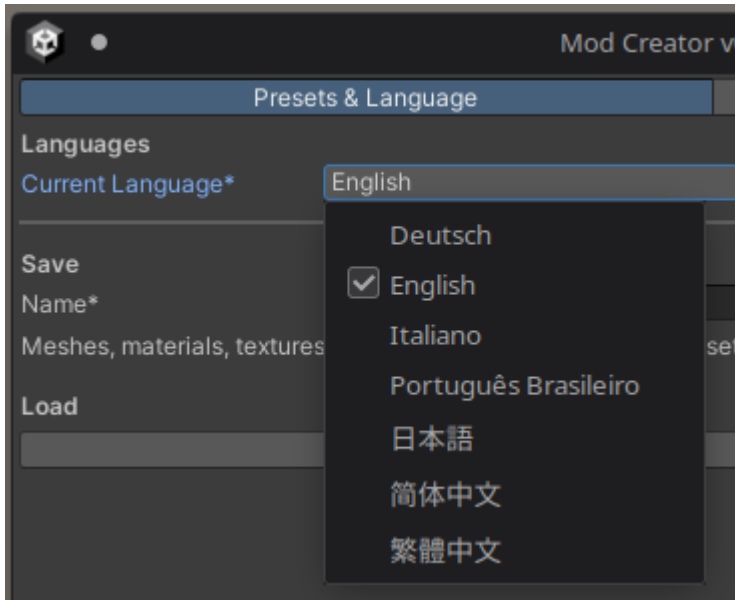 Mod Creator
Presets & Language
Languages
Current Language*
English
Deutsch
English
Italiano
Português Brasileiro
日本語
简体中文
繁體中文
Save
Name*
Meshes, materials, textures
Load